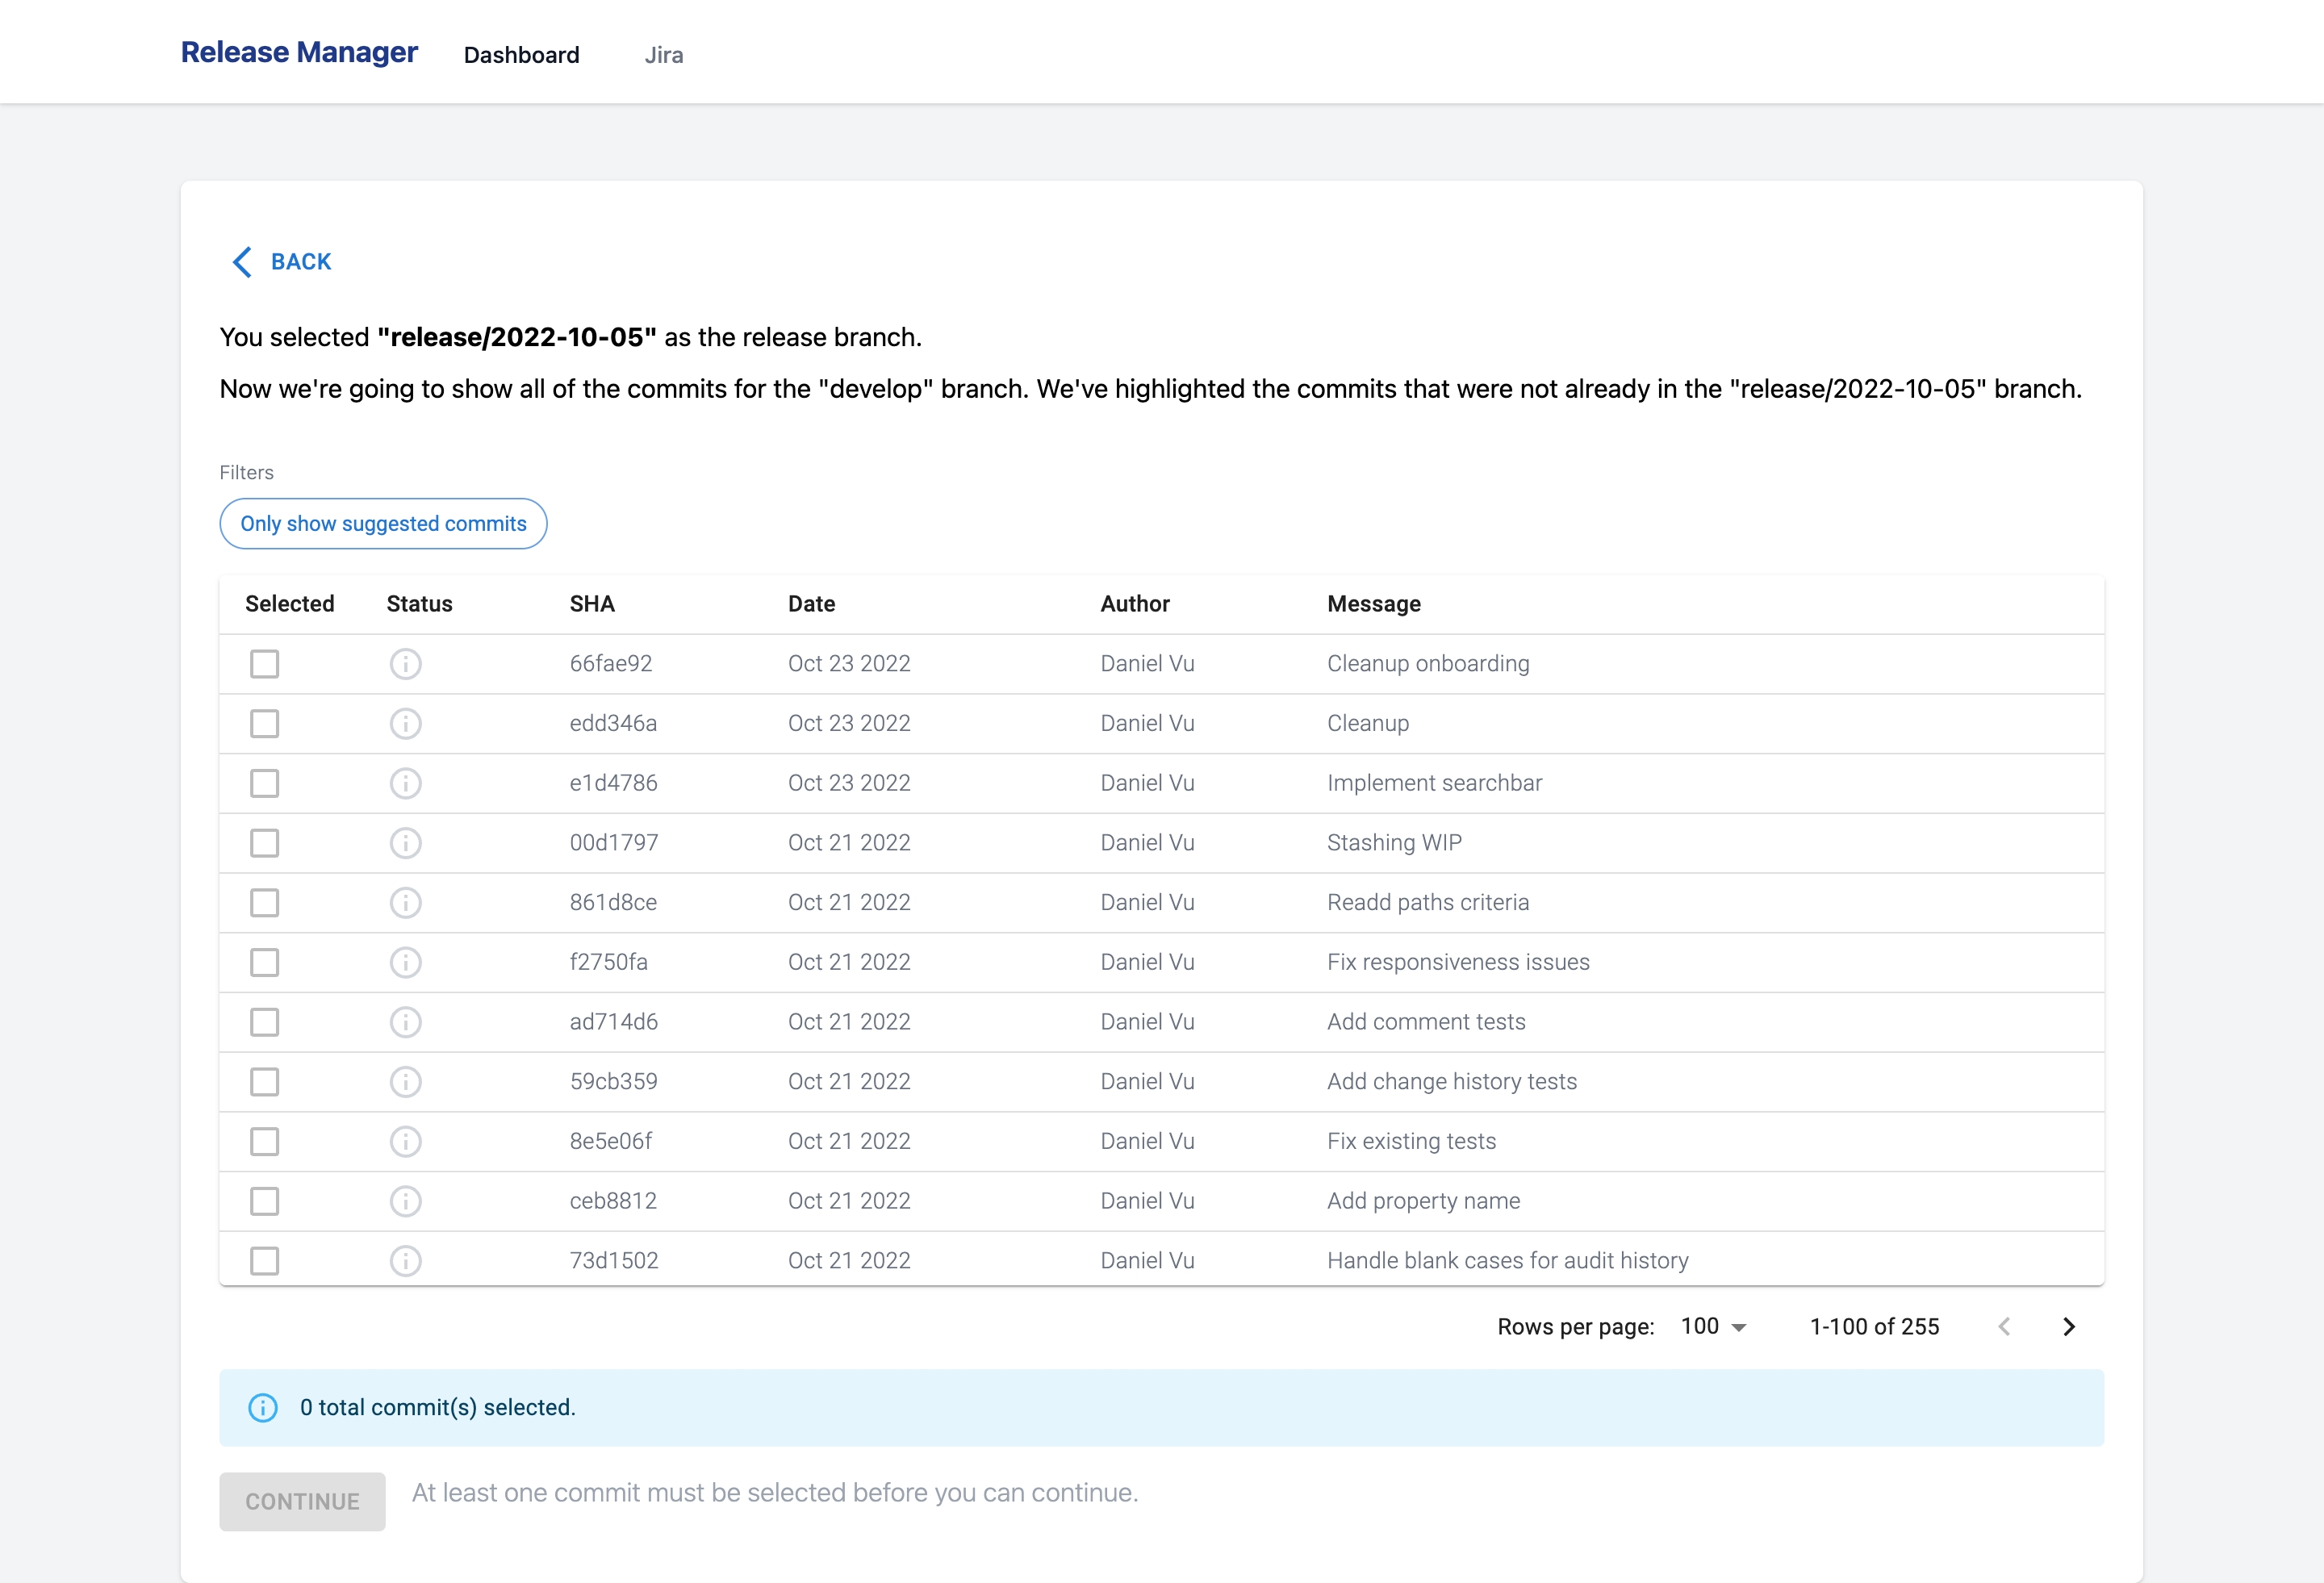 Release Manager Dashboard Jira
BACK
You selected "release/2022-10-05" as the release branch.
Now we're going to show all of the commits for the "develop" branch. We've highlighted the commits that were not already in the "release/2022-10-05" branch.
Filters
Only show suggested commits
Selected Status SHA Date Author Message
66fae92 Oct 23 2022 Daniel Vu Cleanup onboarding
edd346a Oct 23 2022 Daniel Vu Cleanup
e1d4786 Oct 23 2022 Daniel Vu Implement searchbar
00d1797 Oct 21 2022 Daniel Vu Stashing WIP
861d8ce Oct 21 2022 Daniel Vu Readd paths criteria
f2750fa Oct 21 2022 Daniel Vu Fix responsiveness issues
ad714d6 Oct 21 2022 Daniel Vu Add comment tests
59cb359 Oct 21 2022 Daniel Vu Add change history tests
8e5e06f Oct 21 2022 Daniel Vu Fix existing tests
ceb8812 Oct 21 2022 Daniel Vu Add property name
73d1502 Oct 21 2022 Daniel Vu Handle blank cases for audit history
Rows per page: 100 1-100 of 255
0 total commit(s) selected.
CONTINUE At least one commit must be selected before you can continue.